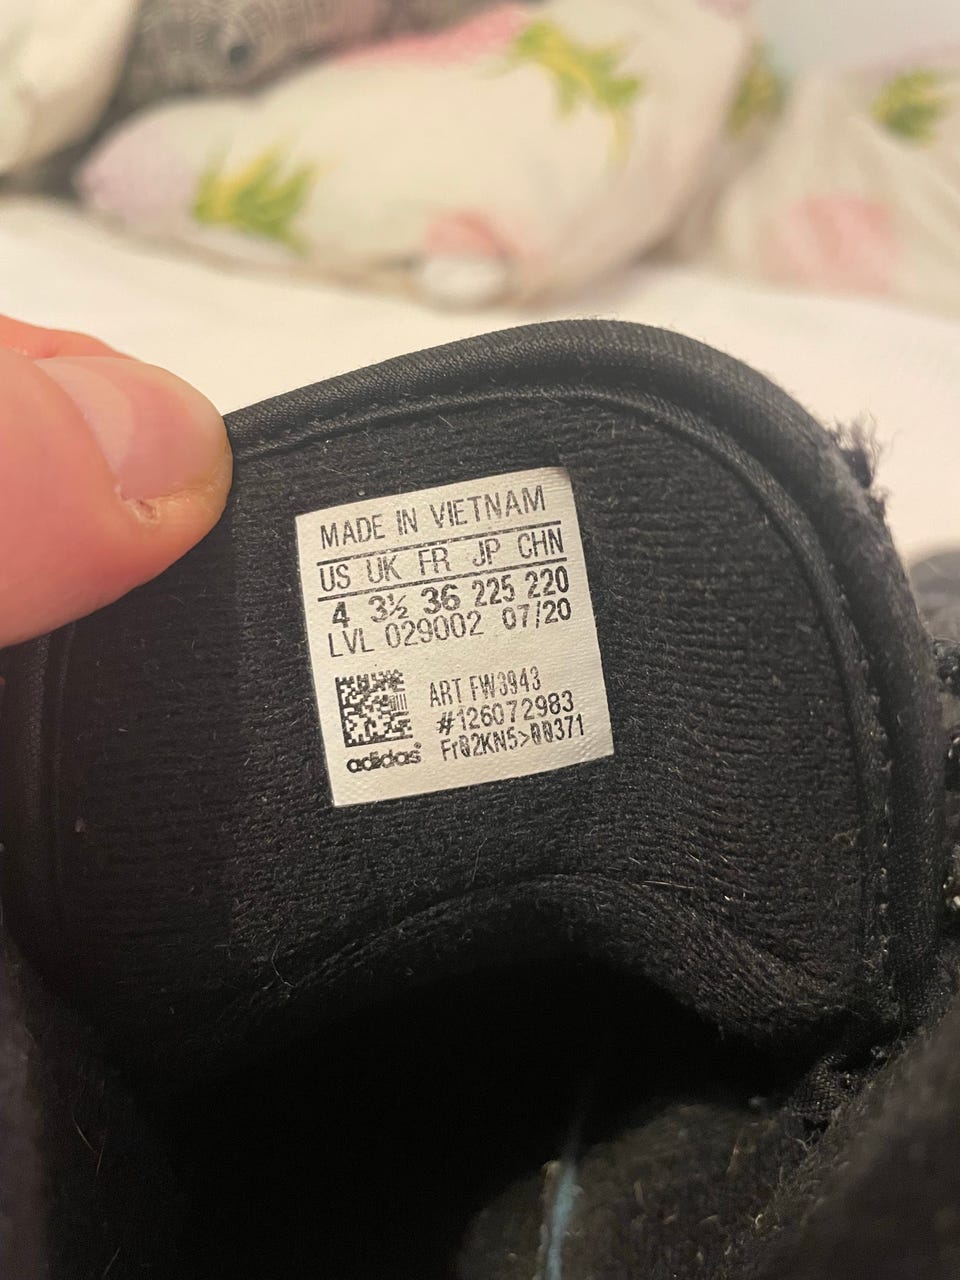 MADE IN VIETNAM
US UK FR JP CHN
4 3½ 36 225 220
LVL 029002 07/20
ART FW3943
#126072983
adidas Fr02KN5>00371